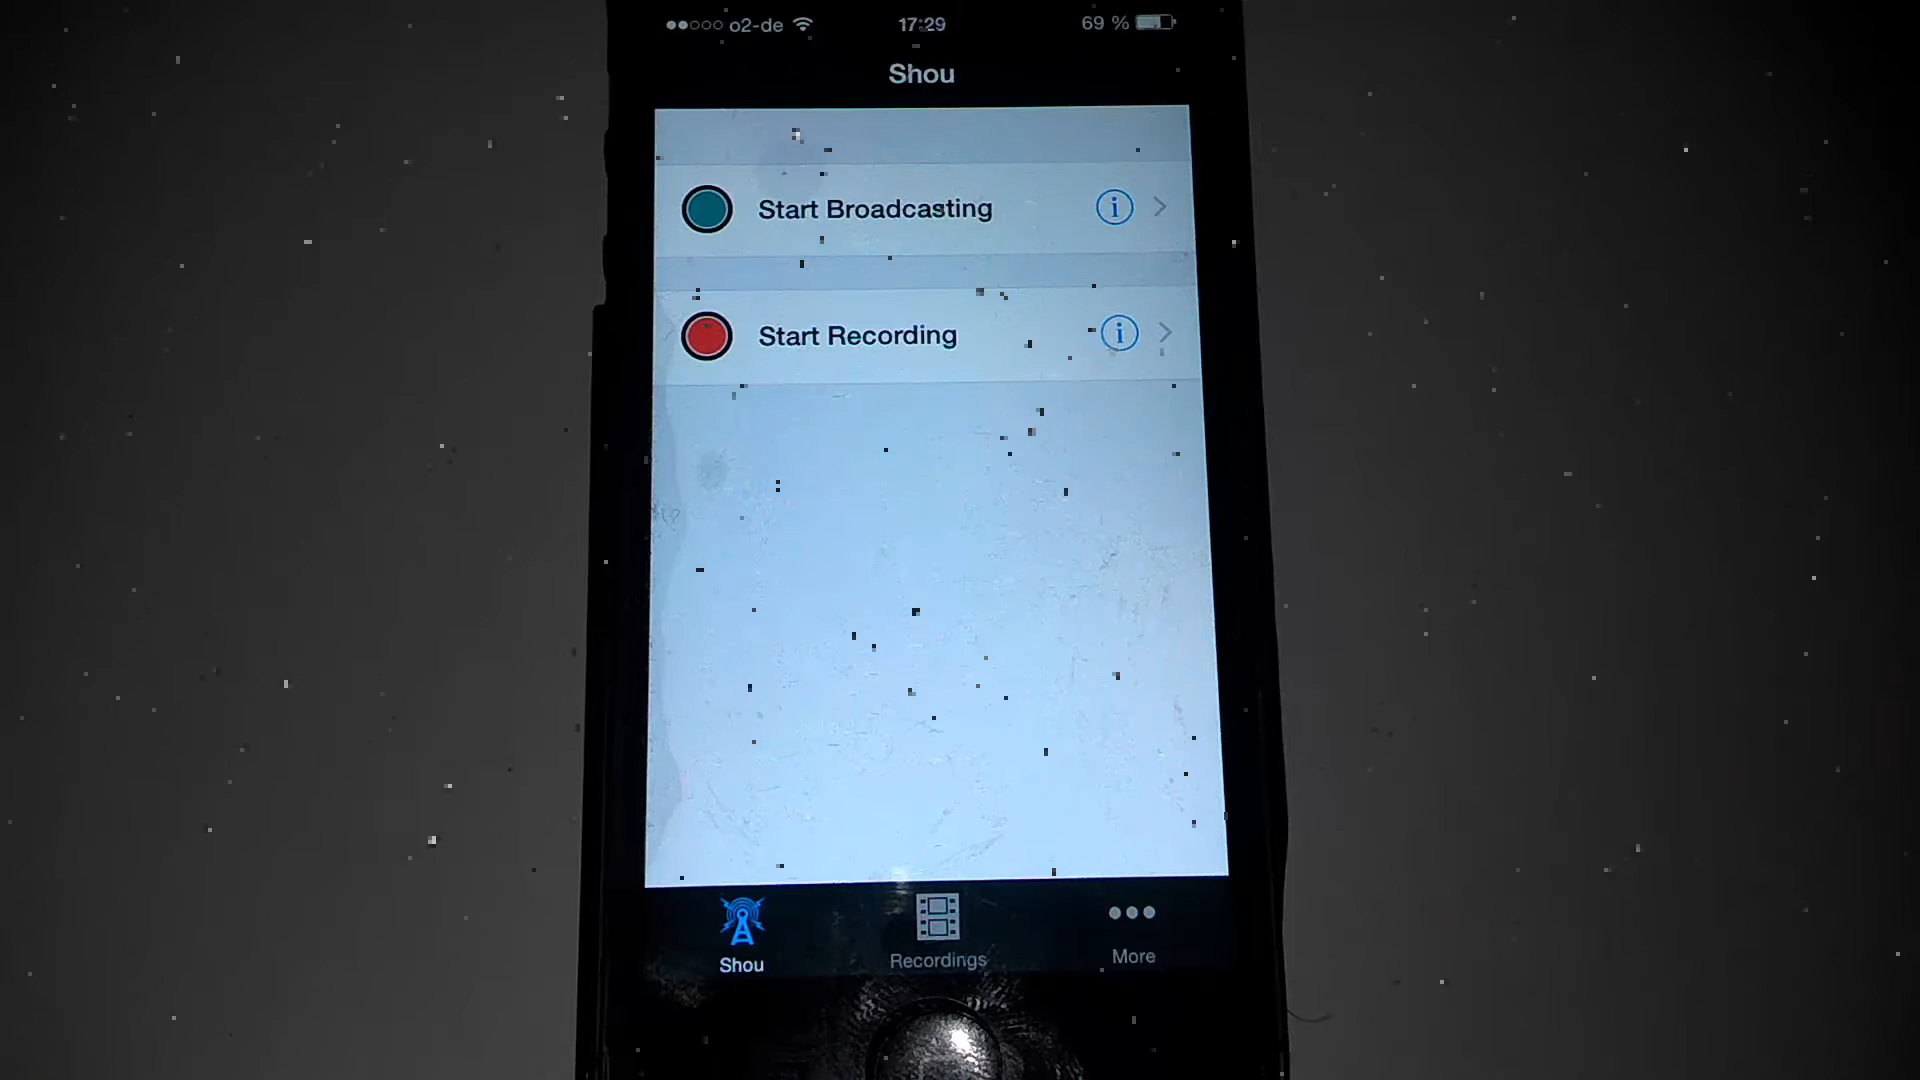 o2-de 17:29 69 %
Shou
Start Broadcasting
Start Recording
Shou Recordings More